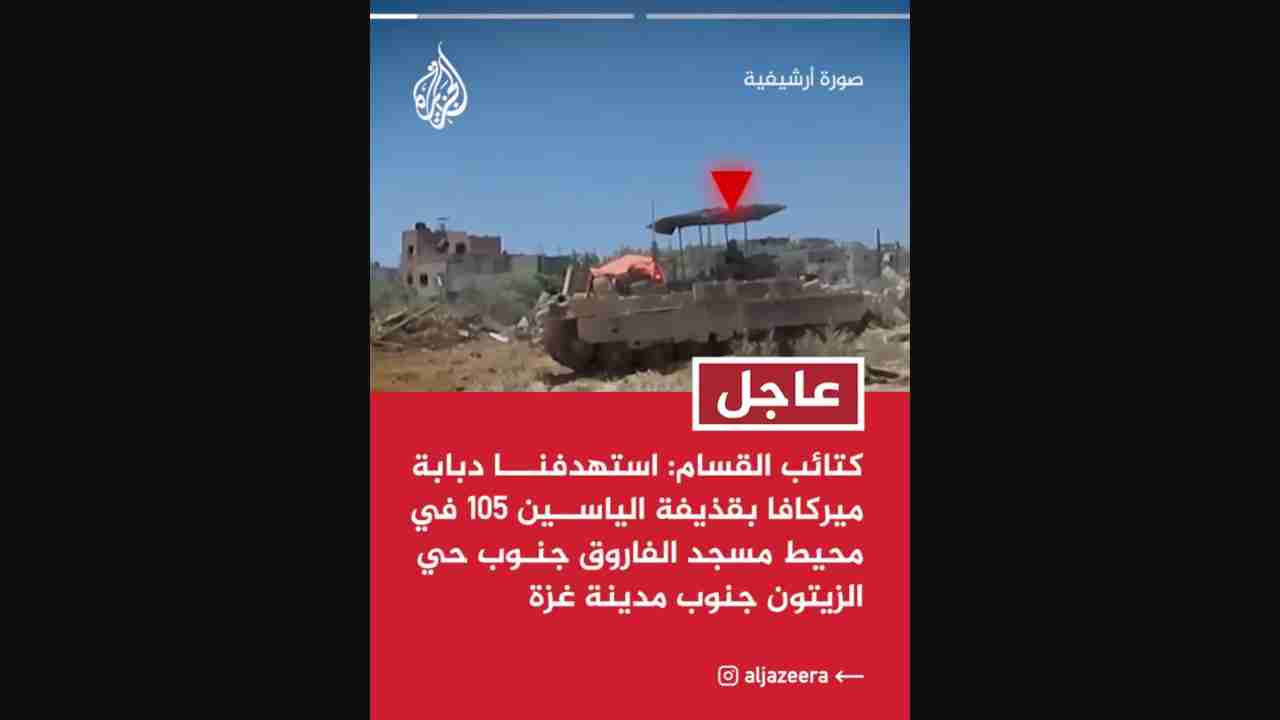 صورة أرشيفية
الجزيرة
عاجل
كتائب القسام: استهدفنـــا دبابة
ميركافا بقذيفة الياســين 105 في
محيط مسجد الفاروق جنـوب حي
الزيتون جنوب مدينة غزة
aljazeera